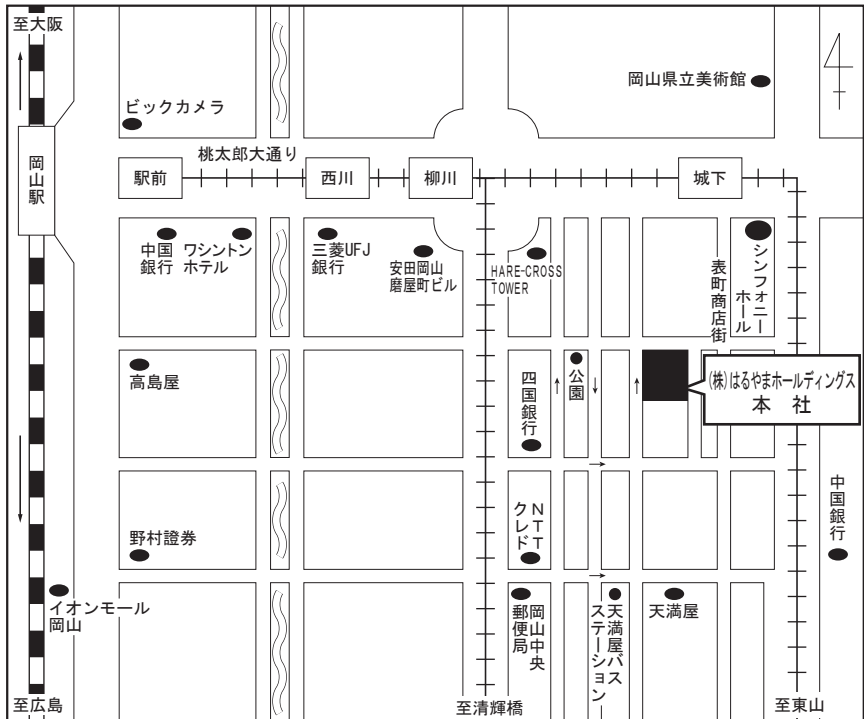 至大阪
岡山駅
ビックカメラ
桃太郎大通り
駅前
西川
柳川
城下
岡山県立美術館
中国
銀行
ワシントン
ホテル
三菱UFJ
銀行
安田岡山
磨屋町ビル
HARE-CROSS
TOWER
表町商店街
シンフォニー
ホール
高島屋
四国銀行
公園
(株)はるやまホールディングス
本 社
野村證券
NTT
クレド
中国銀行
イオンモール
岡山
岡山中央
郵便局
天満屋バス
ステーション
天満屋
至広島
至清輝橋
至東山